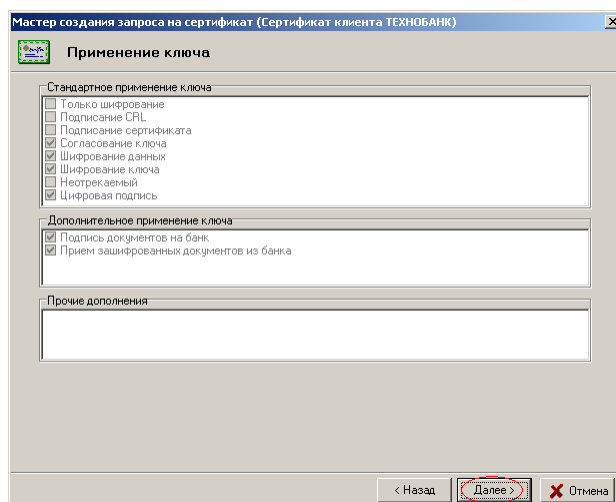 Мастер создания запроса на сертификат (Сертификат клиента ТЕХНОБАНК)
Применение ключа
Стандартное применение ключа
Только шифрование
Подписание CRL
Подписание сертификата
Согласование ключа
Шифрование данных
Шифрование ключа
Неотрекаемый
Цифровая подпись
Дополнительное применение ключа
Подпись документов на банк
Прием зашифрованных документов из банка
Прочие дополнения
< Назад
Далее >
Отмена